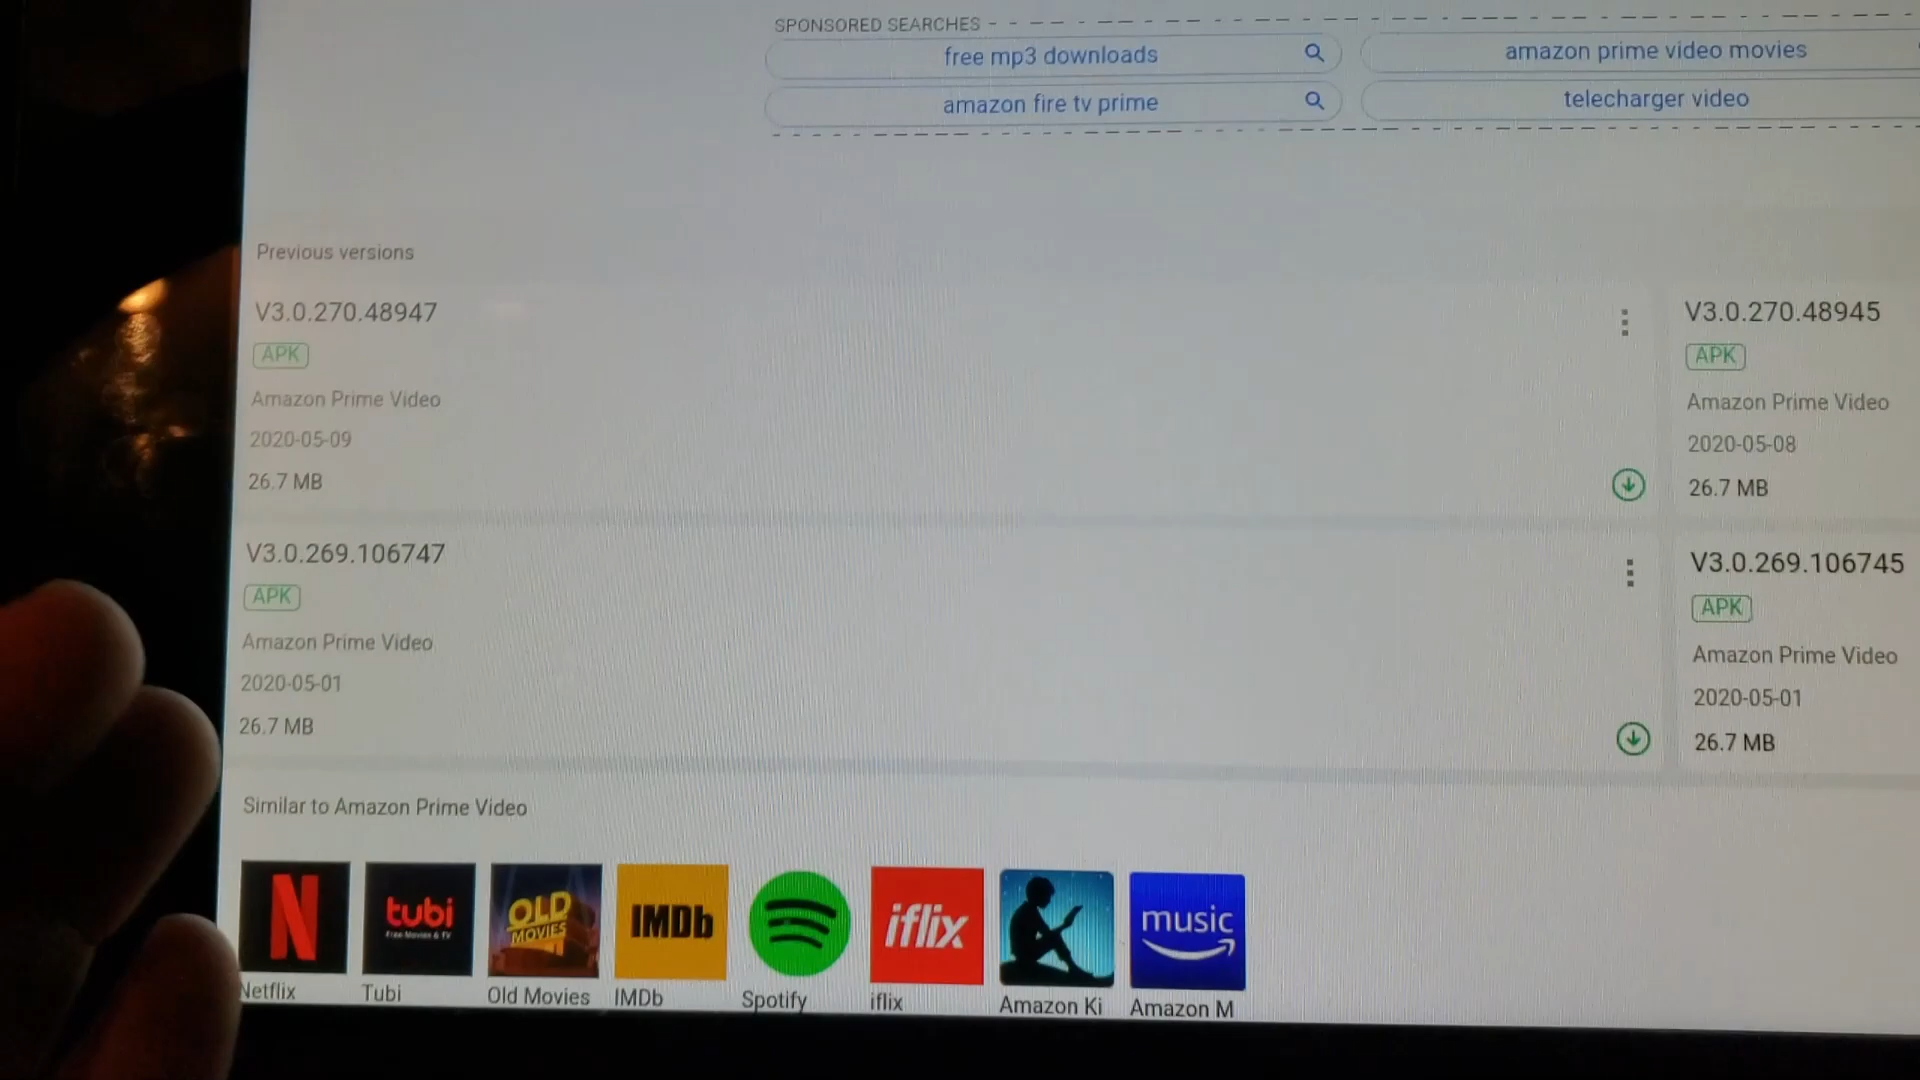 SPONSORED SEARCHES
free mp3 downloads
amazon prime video movies
amazon fire tv prime
telecharger video
Previous versions
V3.0.270.48947
APK
Amazon Prime Video
2020-05-09
26.7 MB
V3.0.270.48945
APK
Amazon Prime Video
2020-05-08
26.7 MB
V3.0.269.106747
APK
Amazon Prime Video
2020-05-01
26.7 MB
V3.0.269.106745
APK
Amazon Prime Video
2020-05-01
26.7 MB
Similar to Amazon Prime Video
N
tubi
Free Movies & TV
OLD
MOVIES
IMDb
iflix
music
Netflix
Tubi
Old Movies
IMDb
Spotify
iflix
Amazon Ki
Amazon M